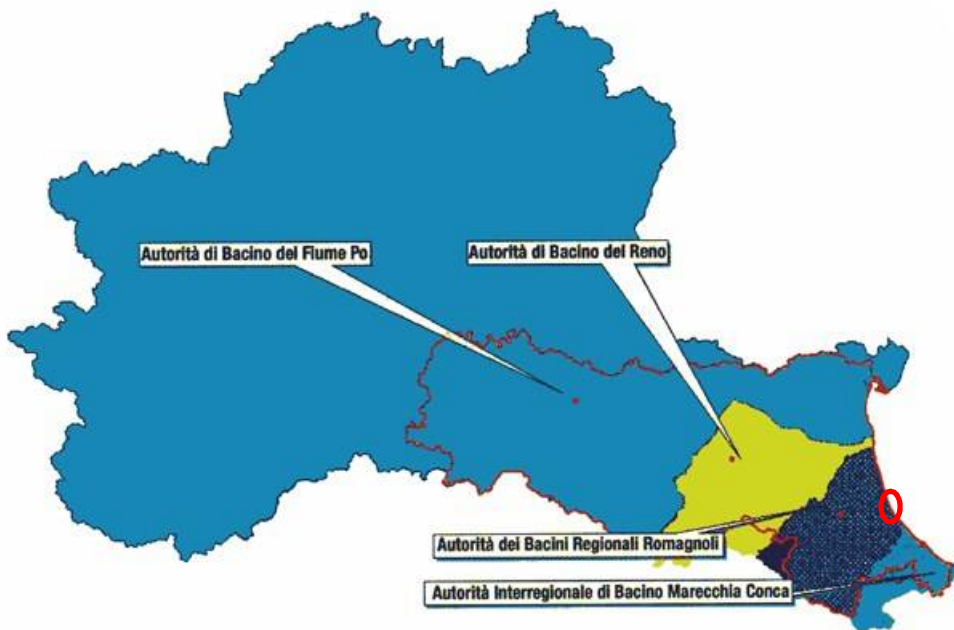 Autorità di Bacino del Fiume Po
Autorità di Bacino del Reno
Autorità dei Bacini Regionali Romagnoli
Autorità Interregionale di Bacino Marecchia Conca